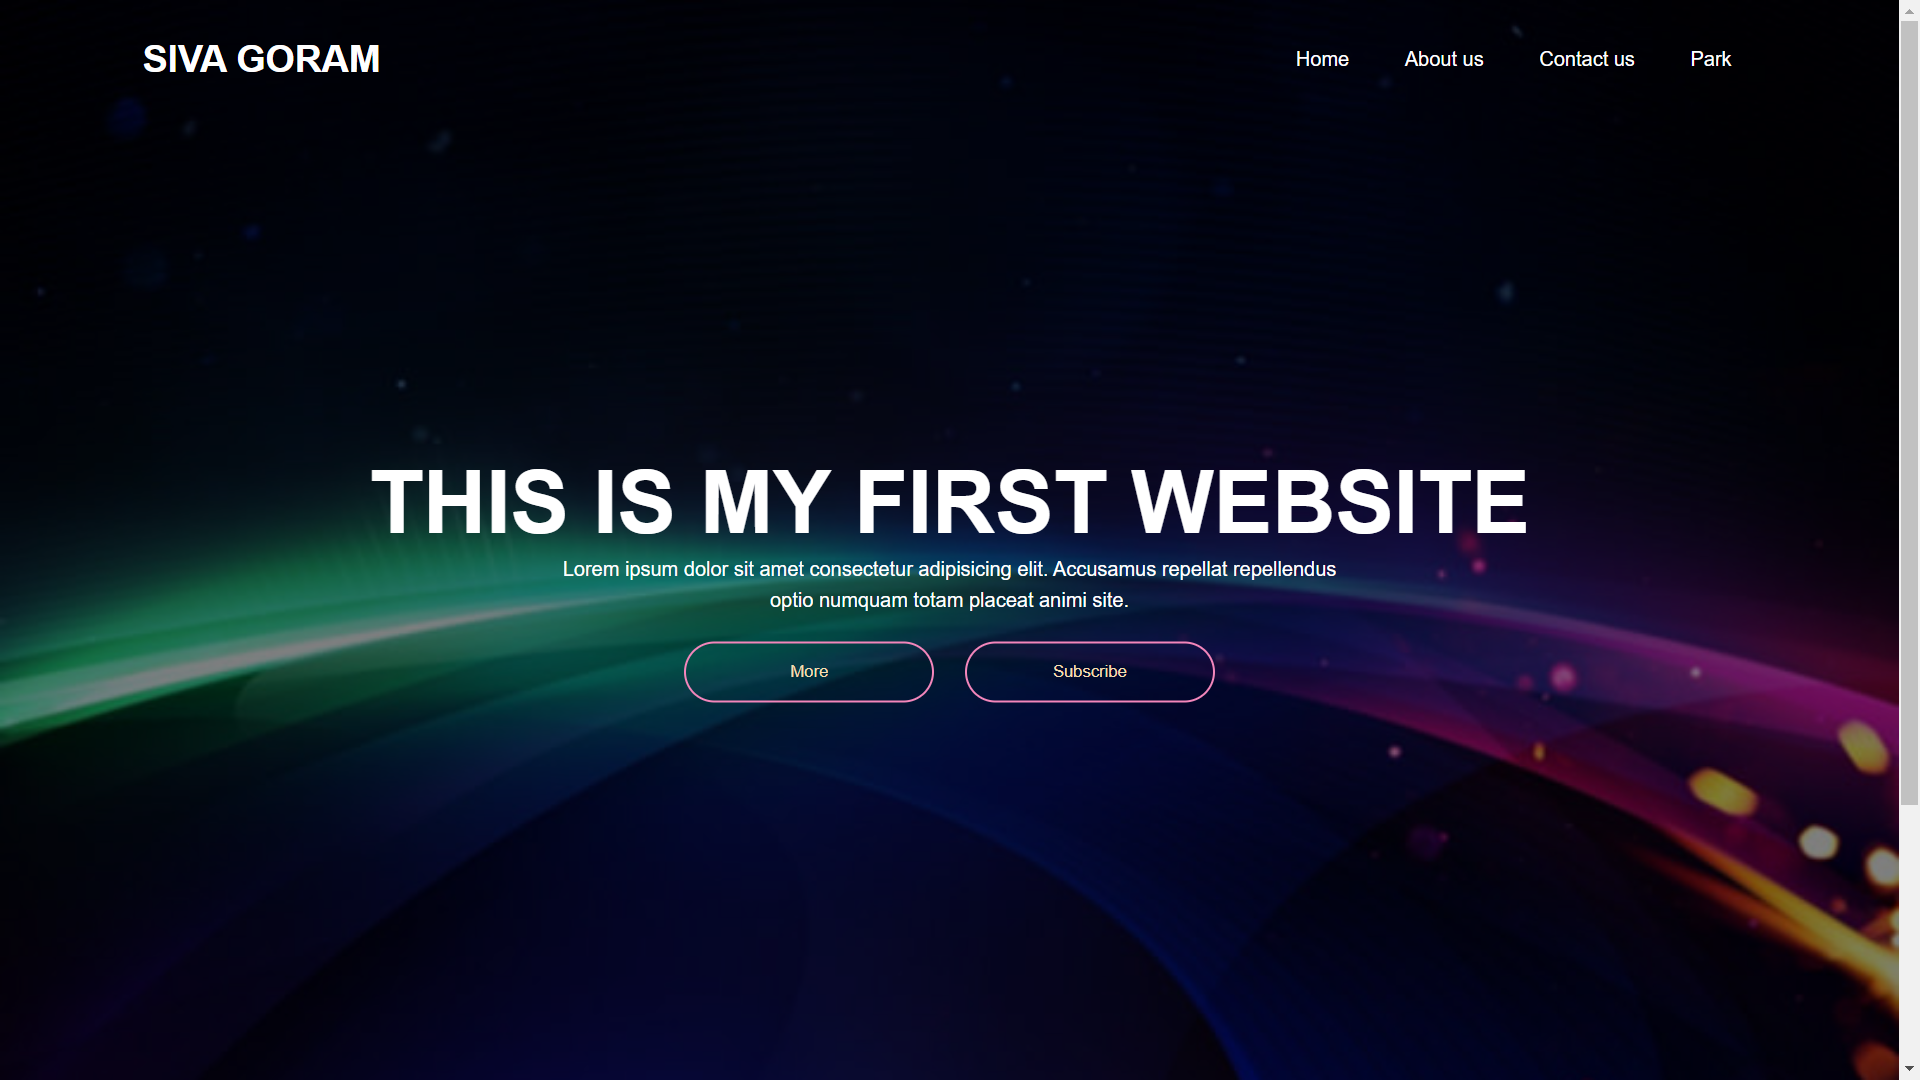 SIVA GORAM
Home About us Contact us Park
THIS IS MY FIRST WEBSITE
Lorem ipsum dolor sit amet consectetur adipisicing elit. Accusamus repellat repellendus
optio numquam totam placeat animi site.
More Subscribe